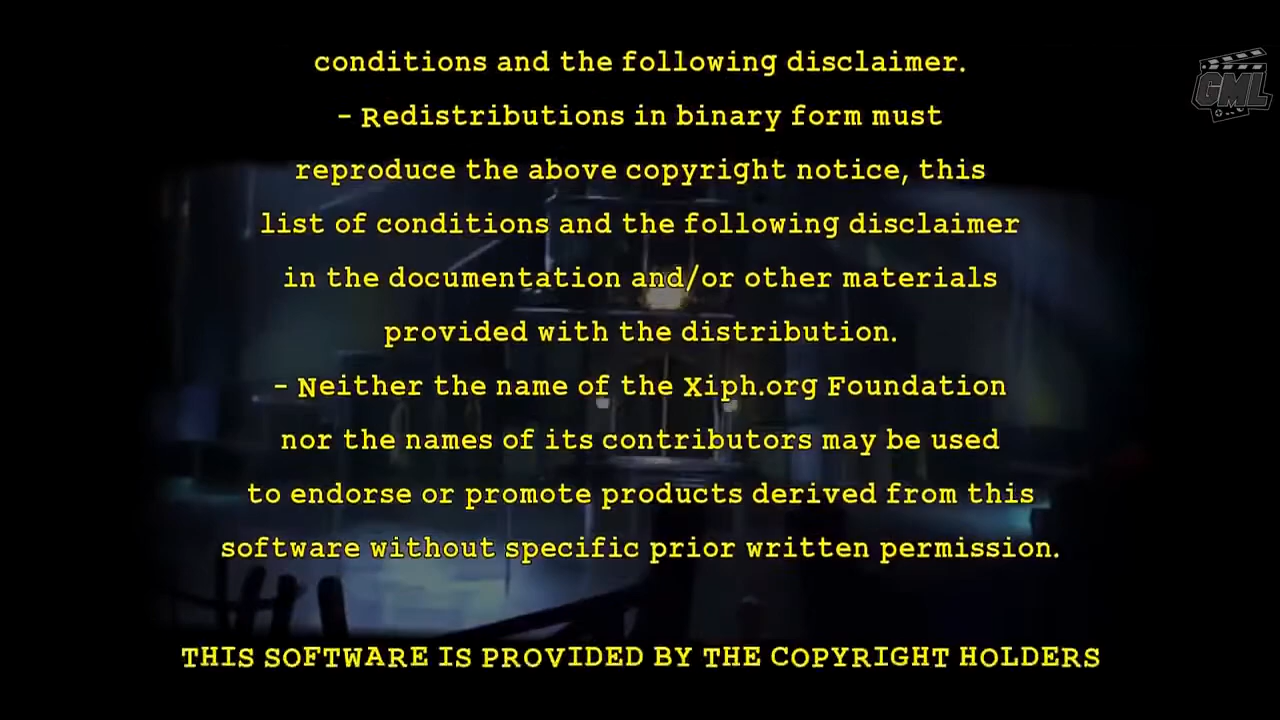 conditions and the following disclaimer.
GML
- Redistributions in binary form must
reproduce the above copyright notice, this
list of conditions and the following disclaimer
in the documentation and/or other materials
provided with the distribution.
- Neither the name of the Xiph.org Foundation
nor the names of its contributors may be used
to endorse or promote products derived from this
software without specific prior written permission.
THIS SOFTWARE IS PROVIDED BY THE COPYRIGHT HOLDERS